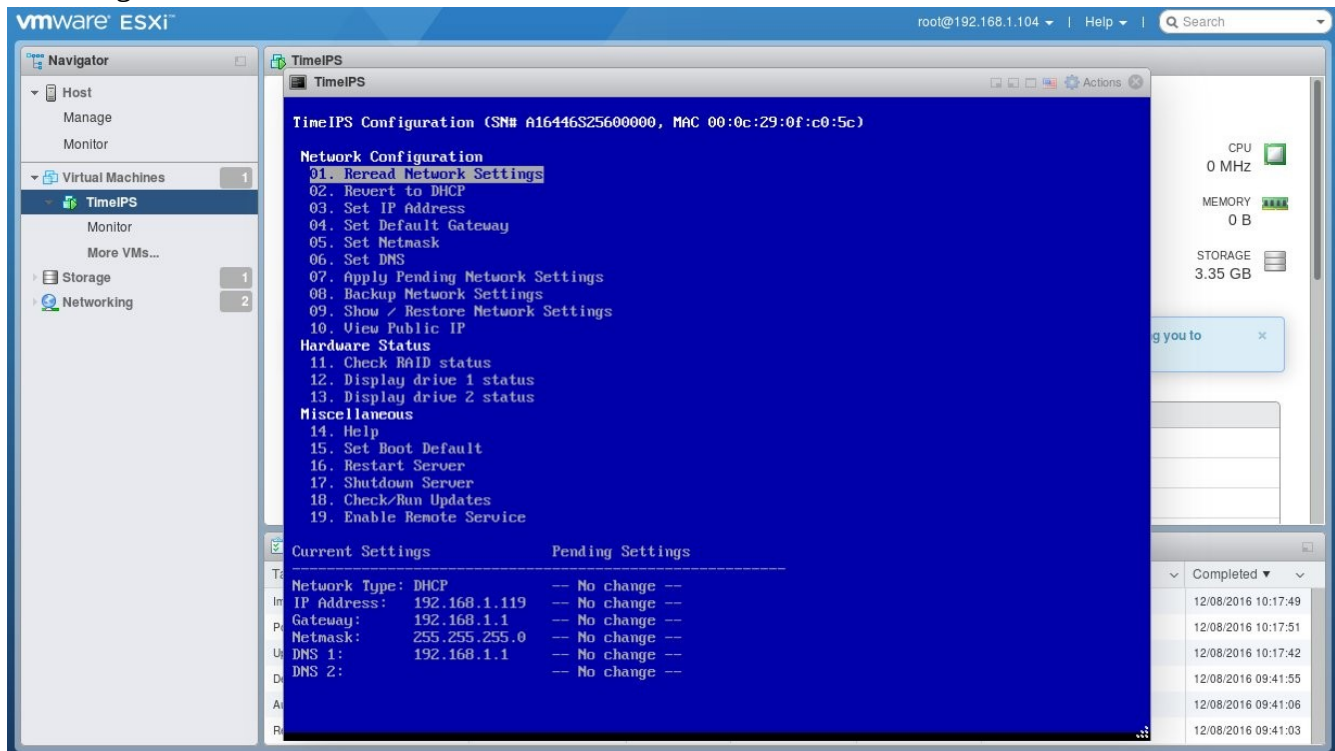 vmware ESXi™
root@192.168.1.104 | Help | Search
Navigator
Host
Manage
Monitor
Virtual Machines 1
TimeIPS
Monitor
More VMs...
Storage 1
Networking 2
TimeIPS
TimeIPS
Actions
TimeIPS Configuration (SN# A16446S25600000, MAC 00:0c:29:0f:c0:5c)
Network Configuration
01. Reread Network Settings
02. Revert to DHCP
03. Set IP Address
04. Set Default Gateway
05. Set Netmask
06. Set DNS
07. Apply Pending Network Settings
08. Backup Network Settings
09. Show / Restore Network Settings
10. View Public IP
Hardware Status
11. Check RAID status
12. Display drive 1 status
13. Display drive 2 status
Miscellaneous
14. Help
15. Set Boot Default
16. Restart Server
17. Shutdown Server
18. Check/Run Updates
19. Enable Remote Service
Current Settings Pending Settings
Network Type: DHCP -- No change --
IP Address: 192.168.1.119 -- No change --
Gateway: 192.168.1.1 -- No change --
Netmask: 255.255.255.0 -- No change --
DNS 1: 192.168.1.1 -- No change --
DNS 2: -- No change --
CPU
0 MHz
MEMORY
0 B
STORAGE
3.35 GB
you to
Completed
12/08/2016 10:17:49
12/08/2016 10:17:51
12/08/2016 10:17:42
12/08/2016 09:41:55
12/08/2016 09:41:06
12/08/2016 09:41:03